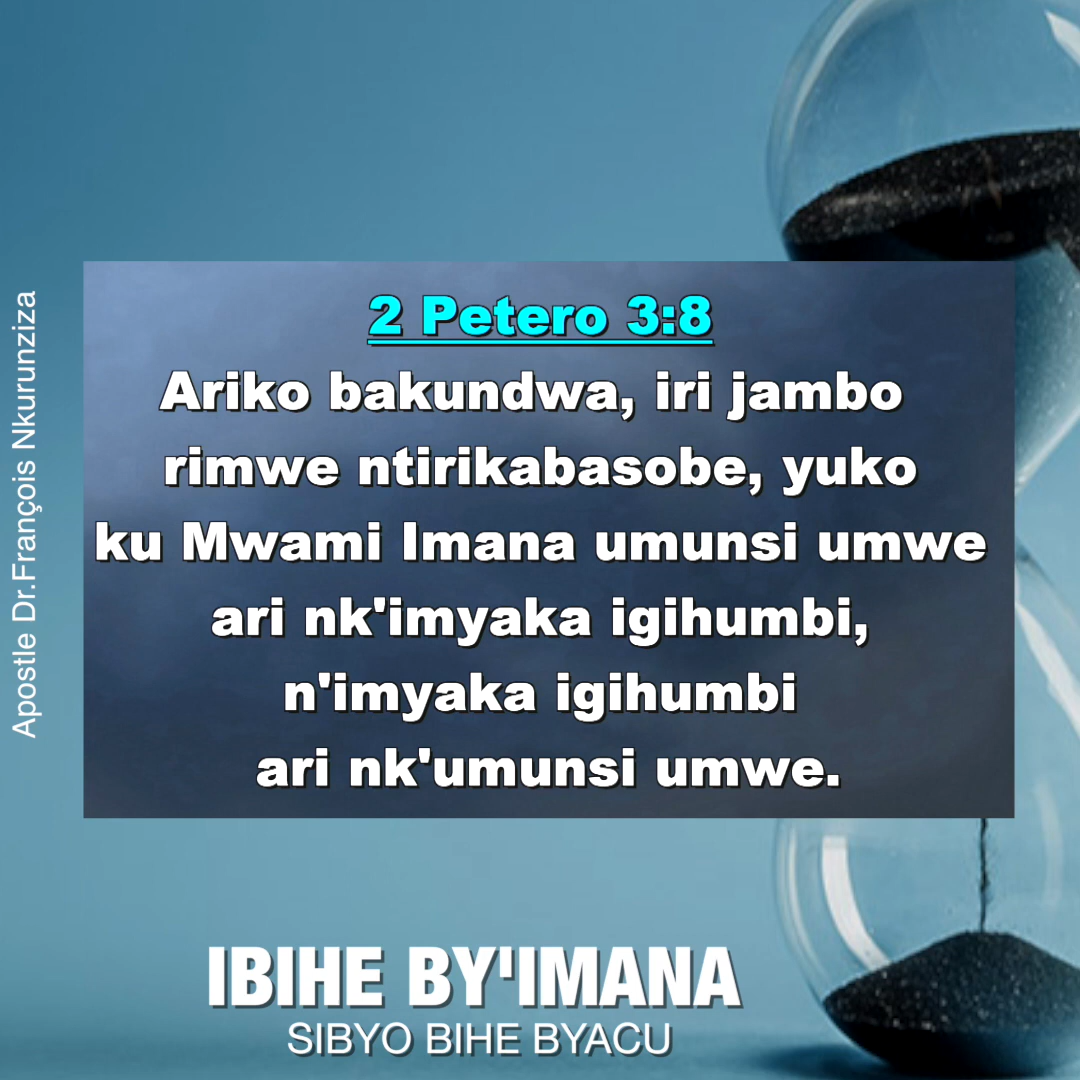 2 Petero 3:8
Ariko bakundwa, iri jambo
rimwe ntirikabasobe, yuko
ku Mwami Imana umunsi umwe
ari nk'imyaka igihumbi,
n'imyaka igihumbi
ari nk'umunsi umwe.
Apostle Dr.François Nkurunziza
IBIHE BY'IMANA
SIBYO BIHE BYACU